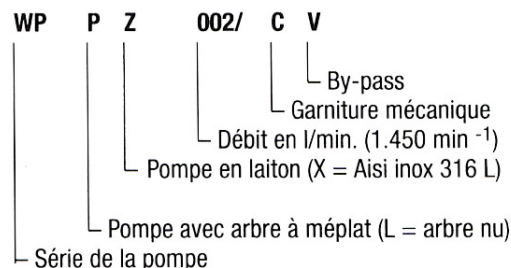 WP P Z 002/ C V
By-pass
Garniture mécanique
Débit en l/min. (1.450 min -1)
Pompe en laiton (X = Aisi inox 316 L)
Pompe avec arbre à méplat (L = arbre nu)
Série de la pompe